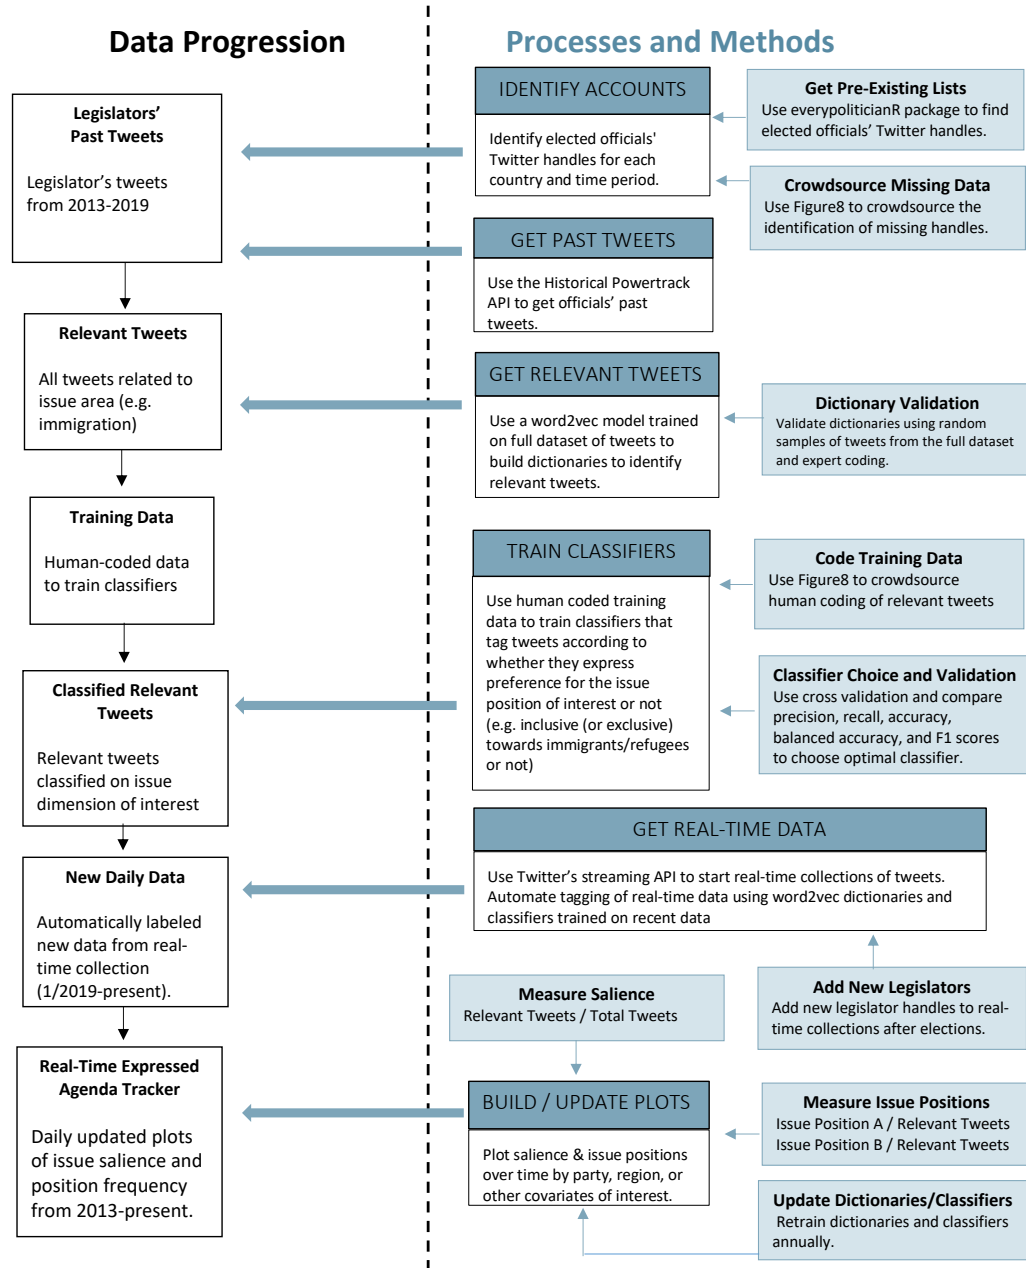 Data Progression
Processes and Methods
Legislators'
Past Tweets
Legislator's tweets
from 2013-2019
IDENTIFY ACCOUNTS
Identify elected officials'
Twitter handles for each
country and time period.
Get Pre-Existing Lists
Use everypoliticianR package to find
elected officials' Twitter handles.
Crowdsource Missing Data
Use Figure8 to crowdsource the
identification of missing handles.
GET PAST TWEETS
Use the Historical Powertrack
API to get officials' past
tweets.
Relevant Tweets
All tweets related to
issue area (e.g.
immigration)
GET RELEVANT TWEETS
Use a word2vec model trained
on full dataset of tweets to
build dictionaries to identify
relevant tweets.
Dictionary Validation
Validate dictionaries using random
samples of tweets from the full dataset
and expert coding.
Training Data
Human-coded data
to train classifiers
TRAIN CLASSIFIERS
Use human coded training
data to train classifiers that
tag tweets according to
whether they express
preference for the issue
position of interest or not
(e.g. inclusive (or exclusive)
towards immigrants/refugees
or not)
Code Training Data
Use Figure8 to crowdsource
human coding of relevant tweets
Classifier Choice and Validation
Use cross validation and compare
precision, recall, accuracy,
balanced accuracy, and F1 scores
to choose optimal classifier.
Classified Relevant
Tweets
Relevant tweets
classified on issue
dimension of interest
GET REAL-TIME DATA
Use Twitter's streaming API to start real-time collections of tweets.
Automate tagging of real-time data using word2vec dictionaries and
classifiers trained on recent data
New Daily Data
Automatically labeled
new data from real-
time collection
(1/2019-present).
Add New Legislators
Add new legislator handles to real-
time collections after elections.
Measure Salience
Relevant Tweets / Total Tweets
Real-Time Expressed
Agenda Tracker
Daily updated plots
of issue salience and
position frequency
from 2013-present.
BUILD / UPDATE PLOTS
Plot salience & issue positions
over time by party, region, or
other covariates of interest.
Measure Issue Positions
Issue Position A / Relevant Tweets
Issue Position B / Relevant Tweets
Update Dictionaries/Classifiers
Retrain dictionaries and classifiers
annually.